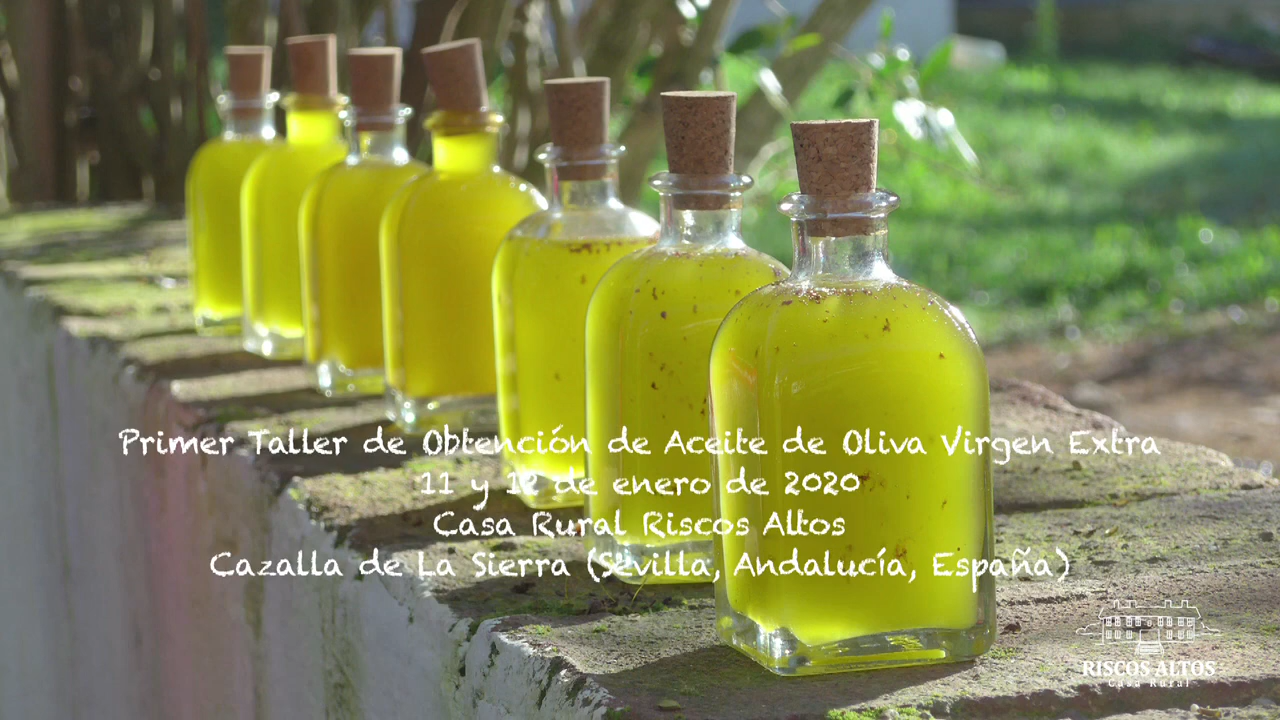 Primer Taller de Obtención de Aceite de Oliva Virgen Extra
11 y 12 de enero de 2020
Casa Rural Riscos Altos
Cazalla de La Sierra (Sevilla, Andalucía, España)
RISCOS ALTOS
Casa Rural